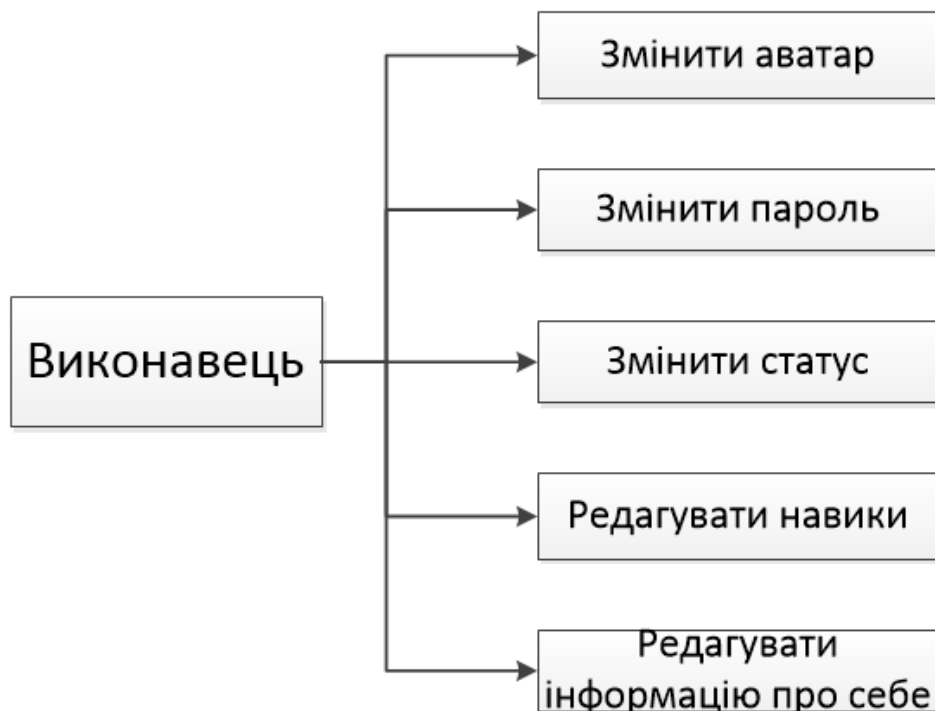 Змінити аватар
Змінити пароль
Змінити статус
Виконавець
Редагувати навики
Редагувати
інформацію про себе